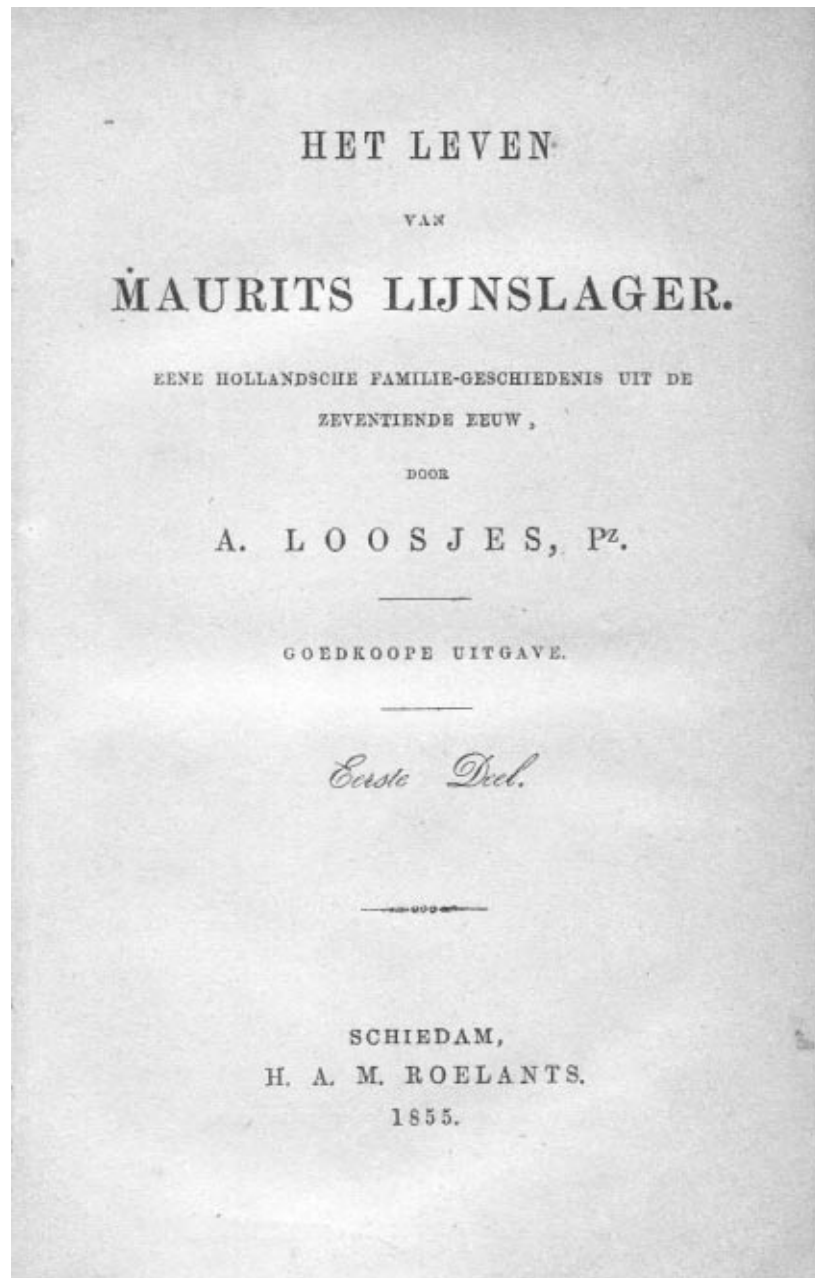 HET LEVEN
VAN
MAURITS LIJNSLAGER.
EENE HOLLANDSCHE FAMILIE-GESCHIEDENIS UIT DE
ZEVENTIENDE EEUW,
DOOR
A. LOOSJES, Pz.
GOEDKOOPE UITGAVE.
Eerste Deel.
SCHIEDAM,
H. A. M. ROELANTS.
1855.